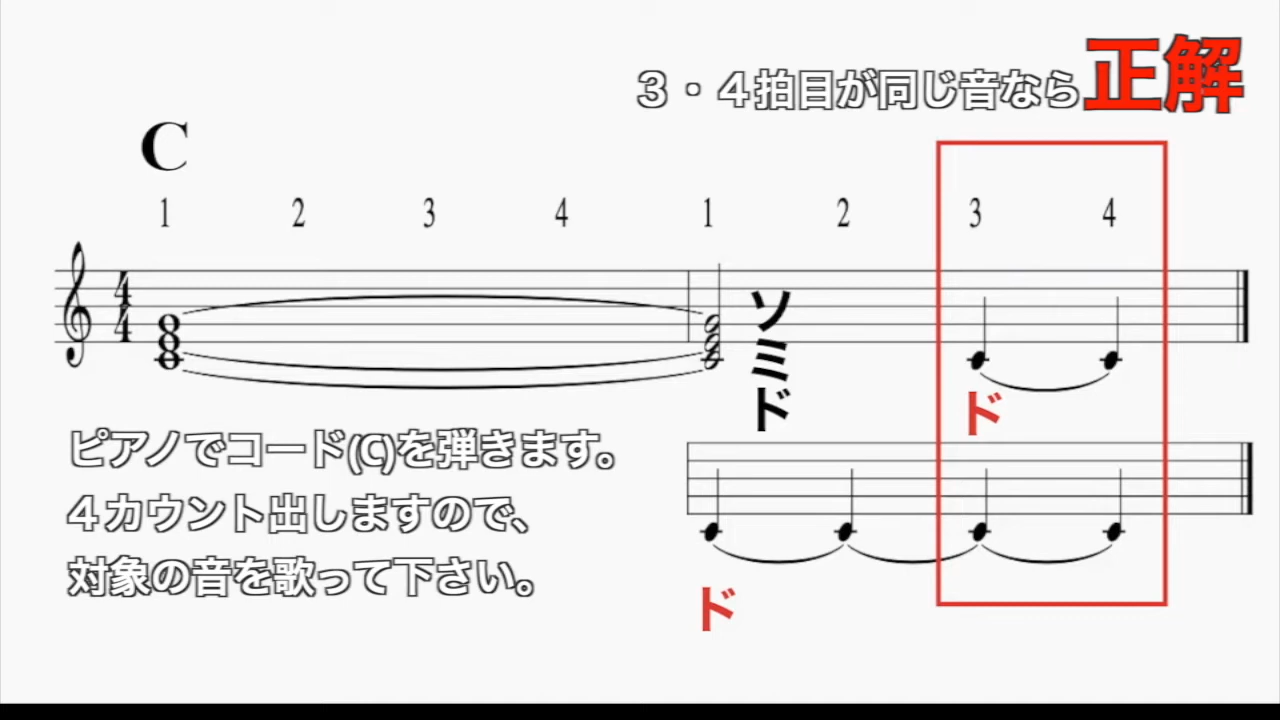 3・4拍目が同じ音なら正解
C
1 2 3 4 1 2 3 4
4
4
ソ
ミ
ド
ド
ピアノでコード(C)を弾きます。
4カウント出しますので、
対象の音を歌って下さい。
ド